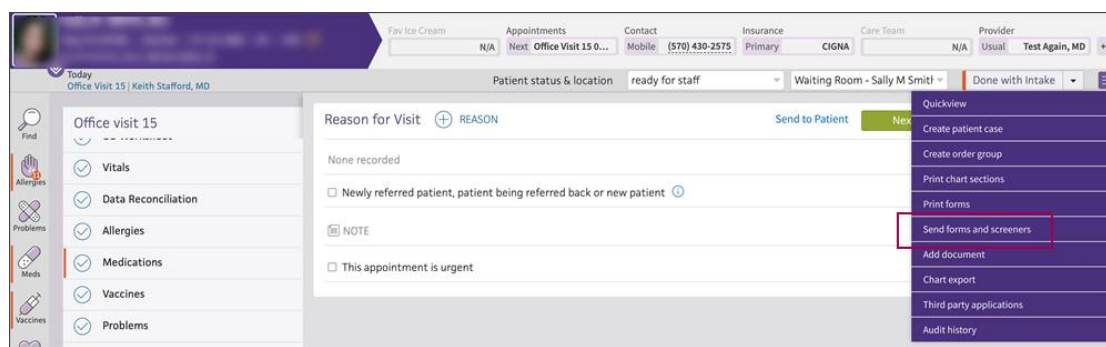 Fav Ice Cream
N/A
Appointments
Next Office Visit 15 0...
Contact
Mobile (570) 430-2575
Insurance
Primary CIGNA
Care Team
N/A
Provider
Usual Test Again, MD +
Today
Office Visit 15 | Keith Stafford, MD
Patient status & location ready for staff Waiting Room - Sally M Smitl Done with Intake
Find
Allergies
11
Problems
Meds
Vaccines
Office visit 15
Vitals
Data Reconciliation
Allergies
Medications
Vaccines
Problems
Reason for Visit + REASON
Send to Patient
None recorded
Newly referred patient, patient being referred back or new patient
NOTE
This appointment is urgent
Quickview
Create patient case
Create order group
Print chart sections
Print forms
Send forms and screeners
Add document
Chart export
Third party applications
Audit history